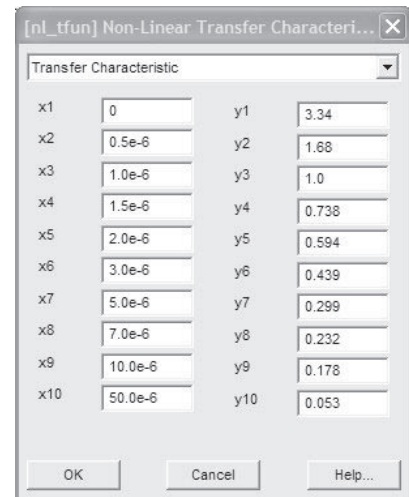 [nl_tfun] Non-Linear Transfer Characteri...
Transfer Characteristic
x1 0 y1 3.34
x2 0.5e-6 y2 1.68
x3 1.0e-6 y3 1.0
x4 1.5e-6 y4 0.738
x5 2.0e-6 y5 0.594
x6 3.0e-6 y6 0.439
x7 5.0e-6 y7 0.299
x8 7.0e-6 y8 0.232
x9 10.0e-6 y9 0.178
x10 50.0e-6 y10 0.053
OK Cancel Help...